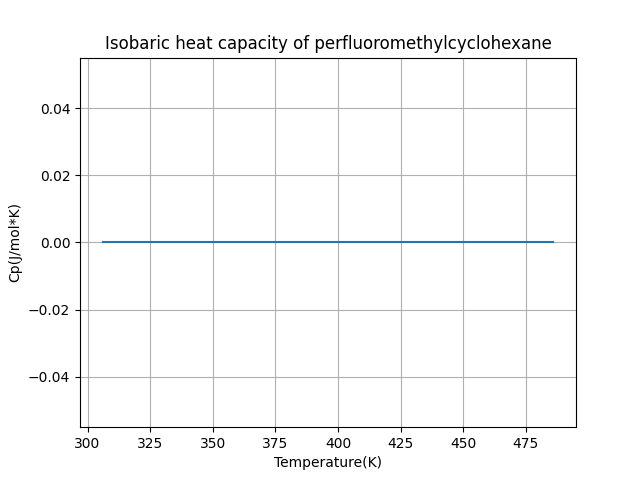 Isobaric heat capacity of perfluoromethylcyclohexane
Cp(J/mol*K)
0.04
0.02
0.00
−0.02
−0.04
300 325 350 375 400 425 450 475
Temperature(K)